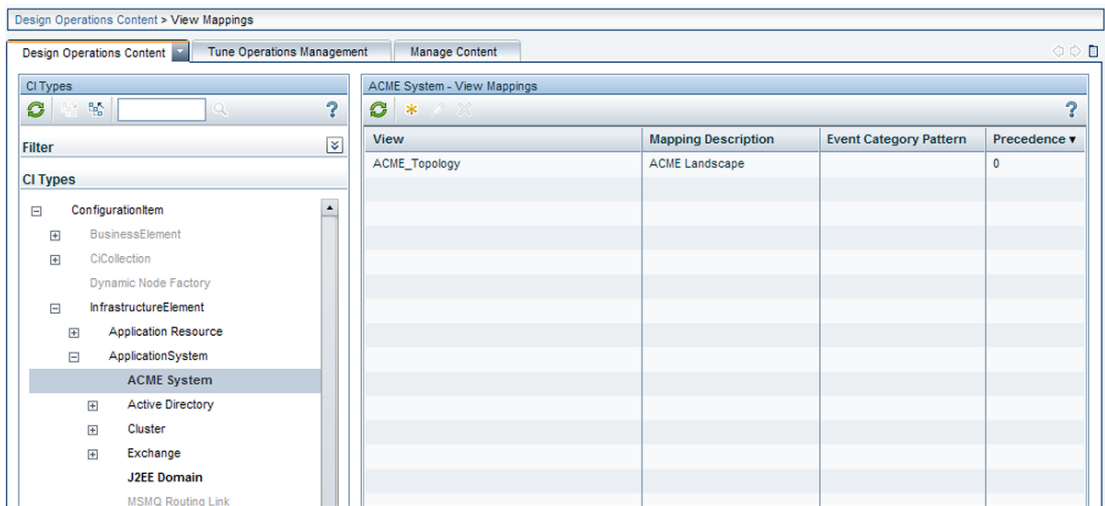 Design Operations Content > View Mappings
Design Operations Content
Tune Operations Management
Manage Content
CI Types
?
Filter
CI Types
ConfigurationItem
BusinessElement
CiCollection
Dynamic Node Factory
InfrastructureElement
Application Resource
ApplicationSystem
ACME System
Active Directory
Cluster
Exchange
J2EE Domain
MSMQ Routing Link
ACME System - View Mappings
?
View Mapping Description Event Category Pattern Precedence
ACME_Topology ACME Landscape 0